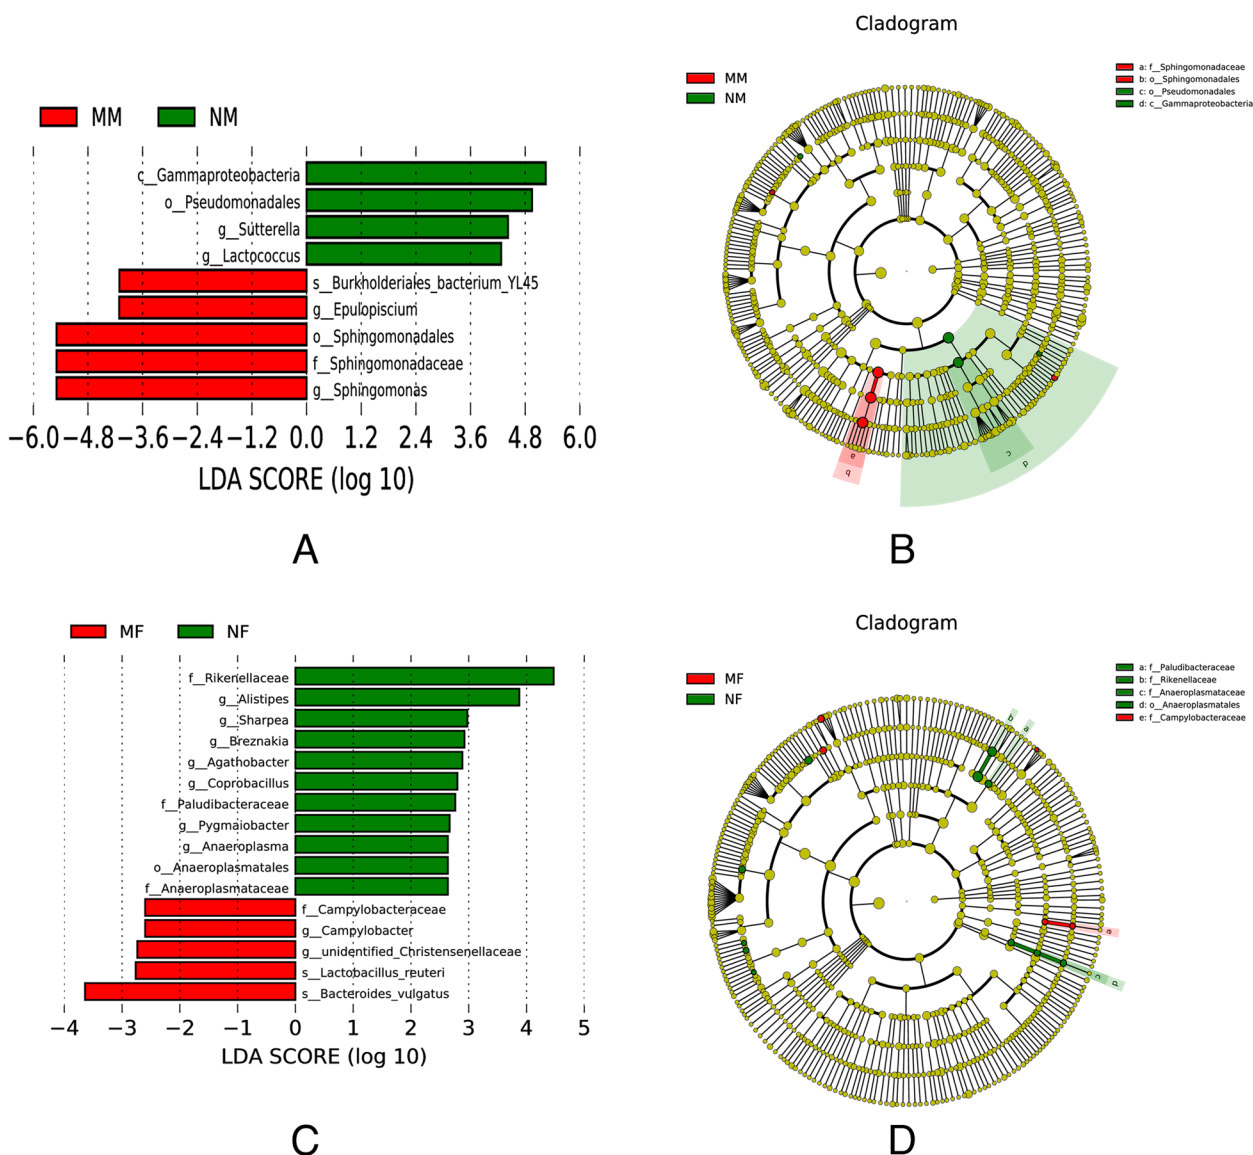 MM NM
c__Gammaproteobacteria
o__Pseudomonadales
g__Sutterella
g__Lactococcus
s__Burkholderiales_bacterium_YL45
g__Epulopiscium
o__Sphingomonadales
f__Sphingomonadaceae
g__Sphingomonas
−6.0 −4.8 −3.6 −2.4 −1.2 0.0 1.2 2.4 3.6 4.8 6.0
LDA SCORE (log 10)
A
Cladogram
MM
NM
a: f__Sphingomonadaceae
b: o__Sphingomonadales
c: o__Pseudomonadales
d: c__Gammaproteobacteria
a
b
c
d
B
MF NF
f__Rikenellaceae
g__Alistipes
g__Sharpea
g__Breznakia
g__Agathobacter
g__Coprobacillus
f__Paludibacteraceae
g__Pygmaiobacter
g__Anaeroplasma
o__Anaeroplasmatales
f__Anaeroplasmataceae
f__Campylobacteraceae
g__Campylobacter
g__unidentified_Christensenellaceae
s__Lactobacillus_reuteri
s__Bacteroides_vulgatus
−4 −3 −2 −1 0 1 2 3 4 5
LDA SCORE (log 10)
C
Cladogram
MF
NF
a: f__Paludibacteraceae
b: f__Rikenellaceae
c: f__Anaeroplasmataceae
d: o__Anaeroplasmatales
e: f__Campylobacteraceae
b
a
e
c
d
D